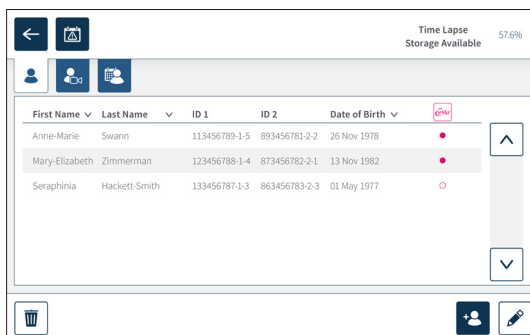 Time Lapse
Storage Available
57.6%
First Name Last Name ID 1 ID 2 Date of Birth
Anne-Marie Swann 113456789-1-5 893456781-2-2 26 Nov 1978
Mary-Elizabeth Zimmerman 123456788-1-4 873456782-2-1 13 Nov 1982
Seraphinia Hackett-Smith 133456787-1-3 863456783-2-3 01 May 1977